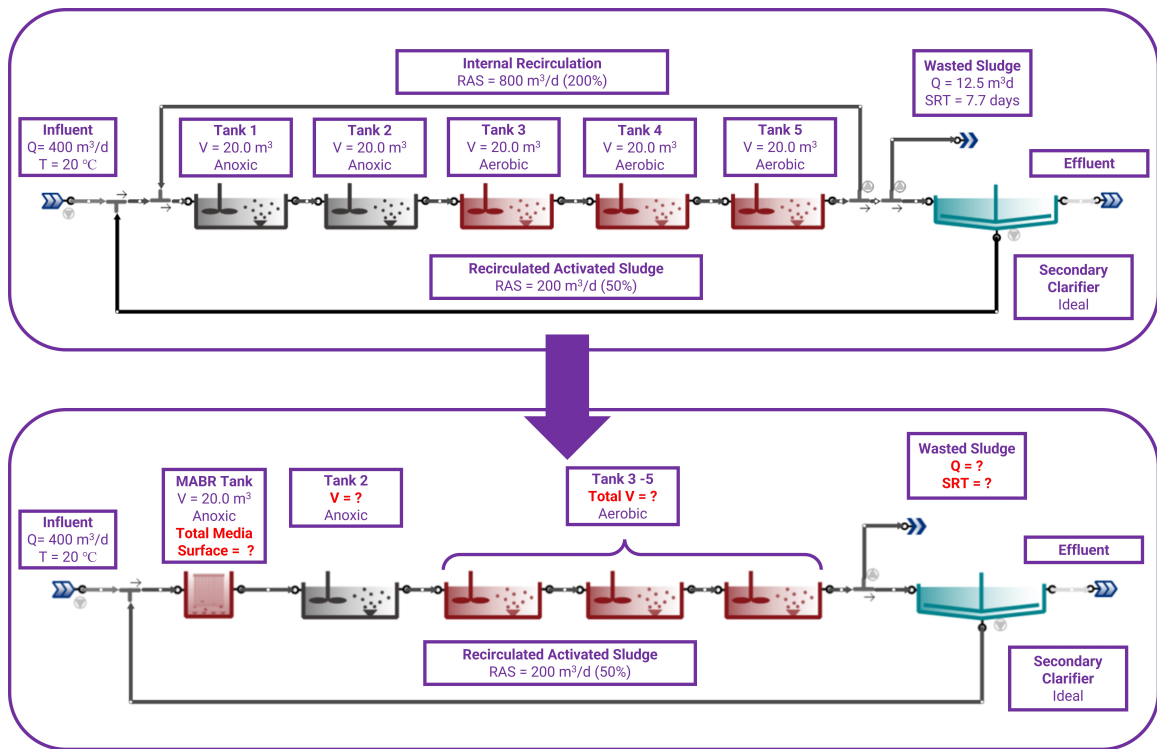 Internal Recirculation
RAS = 800 m³/d (200%)
Wasted Sludge
Q = 12.5 m³d
SRT = 7.7 days
Influent
Q= 400 m³/d
T = 20 ℃
Tank 1
V = 20.0 m³
Anoxic
Tank 2
V = 20.0 m³
Anoxic
Tank 3
V = 20.0 m³
Aerobic
Tank 4
V = 20.0 m³
Aerobic
Tank 5
V = 20.0 m³
Aerobic
Effluent
Recirculated Activated Sludge
RAS = 200 m³/d (50%)
Secondary
Clarifier
Ideal
MABR Tank
V = 20.0 m³
Anoxic
Total Media
Surface = ?
Tank 2
V = ?
Anoxic
Tank 3 -5
Total V = ?
Aerobic
Wasted Sludge
Q = ?
SRT = ?
Influent
Q= 400 m³/d
T = 20 ℃
Effluent
Recirculated Activated Sludge
RAS = 200 m³/d (50%)
Secondary
Clarifier
Ideal